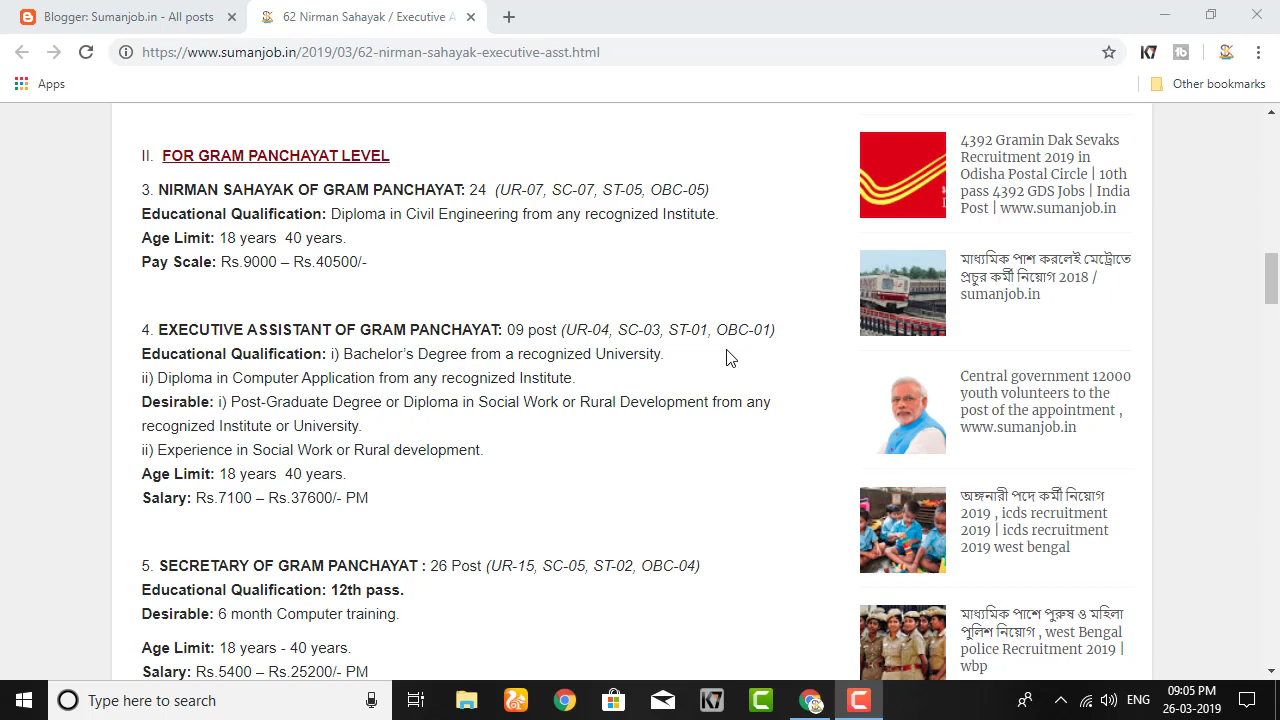 Blogger: Sumanjob.in - All posts
62 Nirman Sahayak / Executive A
https://www.sumanjob.in/2019/03/62-nirman-sahayak-executive-asst.html
K7
Apps
Other bookmarks
II. FOR GRAM PANCHAYAT LEVEL
3. NIRMAN SAHAYAK OF GRAM PANCHAYAT: 24 (UR-07, SC-07, ST-05, OBC-05)
Educational Qualification: Diploma in Civil Engineering from any recognized Institute.
Age Limit: 18 years 40 years.
Pay Scale: Rs.9000 – Rs.40500/-
4. EXECUTIVE ASSISTANT OF GRAM PANCHAYAT: 09 post (UR-04, SC-03, ST-01, OBC-01)
Educational Qualification: i) Bachelor’s Degree from a recognized University.
ii) Diploma in Computer Application from any recognized Institute.
Desirable: i) Post-Graduate Degree or Diploma in Social Work or Rural Development from any
recognized Institute or University.
ii) Experience in Social Work or Rural development.
Age Limit: 18 years 40 years.
Salary: Rs.7100 – Rs.37600/- PM
5. SECRETARY OF GRAM PANCHAYAT : 26 Post (UR-15, SC-05, ST-02, OBC-04)
Educational Qualification: 12th pass.
Desirable: 6 month Computer training.
Age Limit: 18 years - 40 years.
Salary: Rs.5400 – Rs.25200/- PM
4392 Gramin Dak Sevaks
Recruitment 2019 in
Odisha Postal Circle | 10th
pass 4392 GDS Jobs | India
Post | www.sumanjob.in
মাধ্যমিক পাশ করলেই মেট্রোতে
প্রচুর কর্মী নিয়োগ 2018 /
sumanjob.in
Central government 12000
youth volunteers to the
post of the appointment ,
www.sumanjob.in
অঙ্গনারী পদে কর্মী নিয়োগ
2019 , icds recruitment
2019 | icds recruitment
2019 west bengal
মাধ্যমিক পাশে পুরুষ ও মহিলা
পুলিশ নিয়োগ , west Bengal
police Recruitment 2019 |
wbp
Type here to search
K7
ENG
09:05 PM
26-03-2019